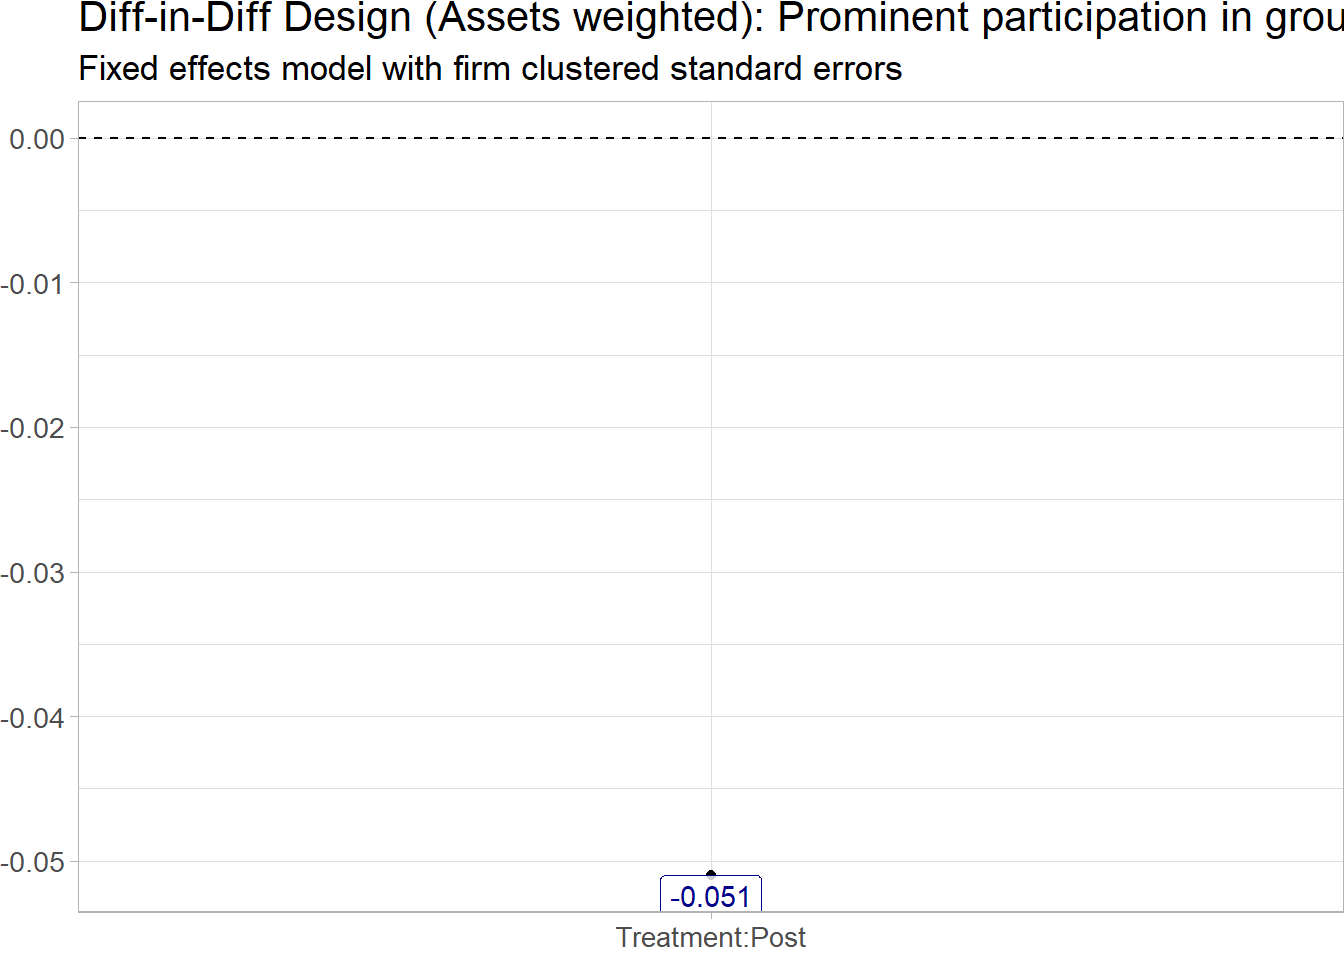 Diff-in-Diff Design (Assets weighted): Prominent participation in grou
Fixed effects model with firm clustered standard errors
0.00
-0.01
-0.02
-0.03
-0.04
-0.05
-0.051
Treatment:Post